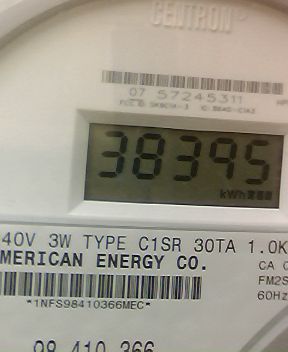 CENTRON®
07 57245311
38395
kWh
40V 3W TYPE C1SR 30TA 1.0K
MERICAN ENERGY CO.
CA 0
FM2S
60Hz
*1NFS98410366MEC*
98 410 366